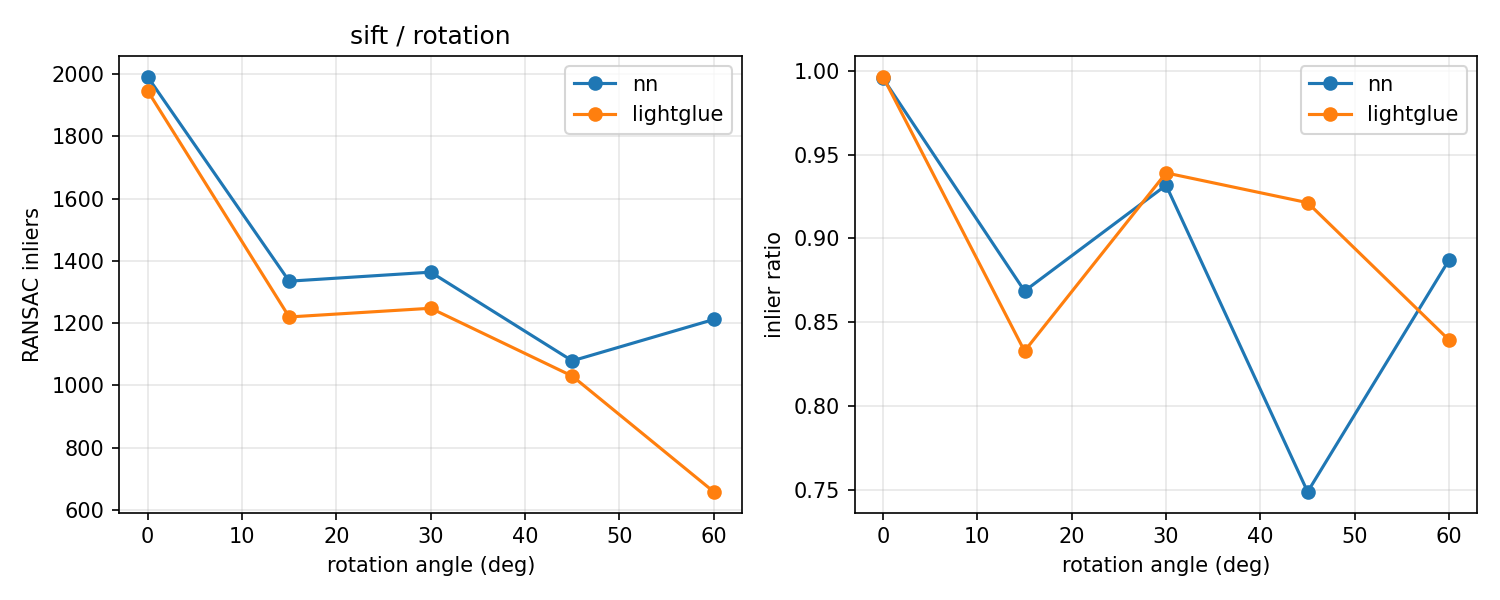 sift / rotation
RANSAC inliers
2000
1800
1600
1400
1200
1000
800
600
nn
lightglue
0 10 20 30 40 50 60
rotation angle (deg)
inlier ratio
1.00
0.95
0.90
0.85
0.80
0.75
nn
lightglue
0 10 20 30 40 50 60
rotation angle (deg)